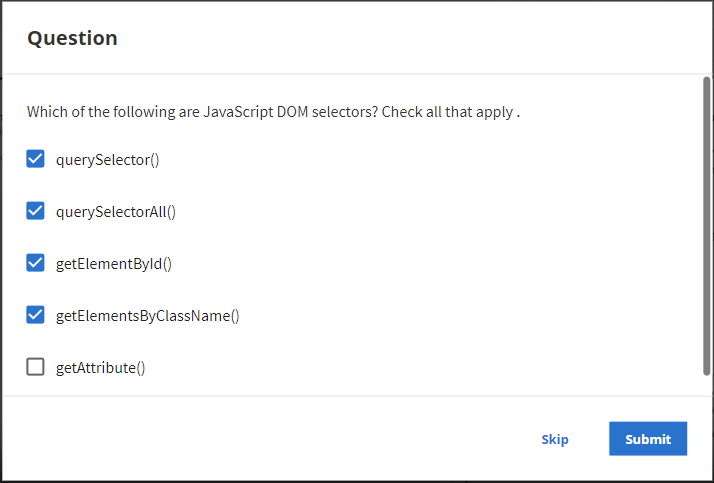 Question
Which of the following are JavaScript DOM selectors? Check all that apply .
querySelector()
querySelectorAll()
getElementById()
getElementsByClassName()
getAttribute()
Skip
Submit